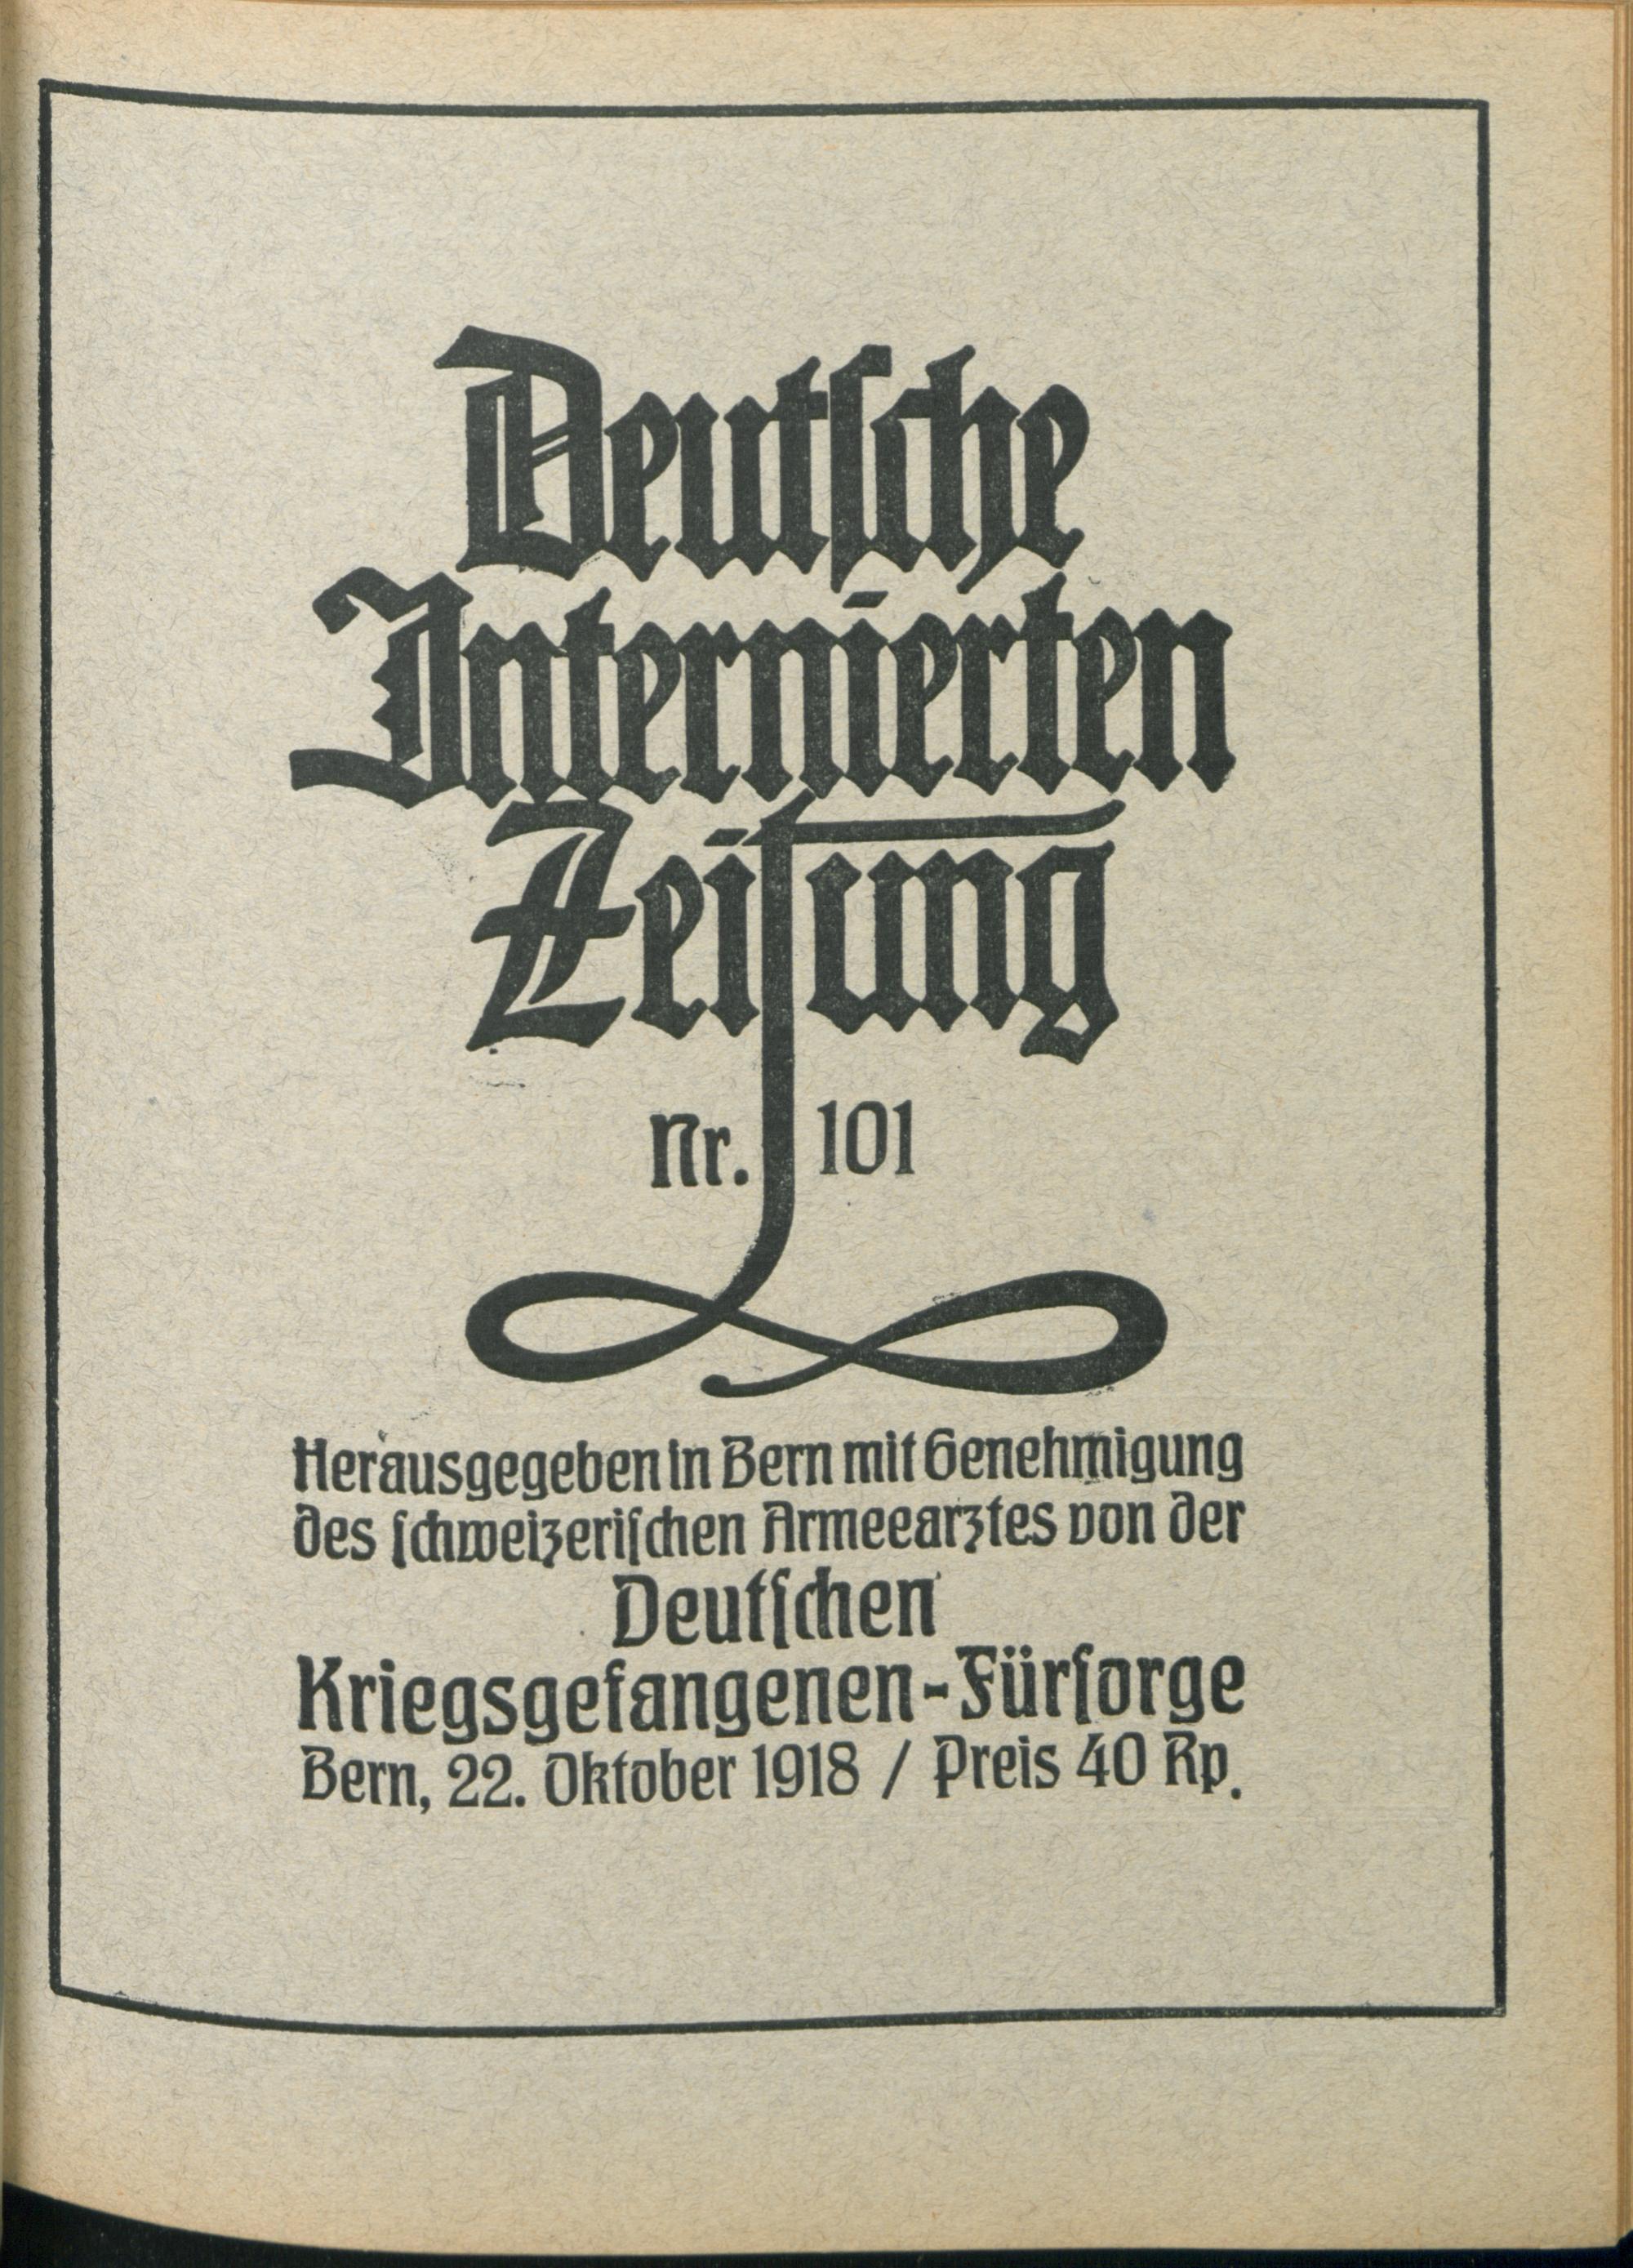 Deutſche
Internierten
Zeitung
Nr. 101
Herausgegeben in Bern mit Genehmigung
des ſchweizeriſchen Armeearztes von der
Deutſchen
Kriegsgefangenen-Fürſorge
Bern, 22. Oktober 1918 / Preis 40 Rp.